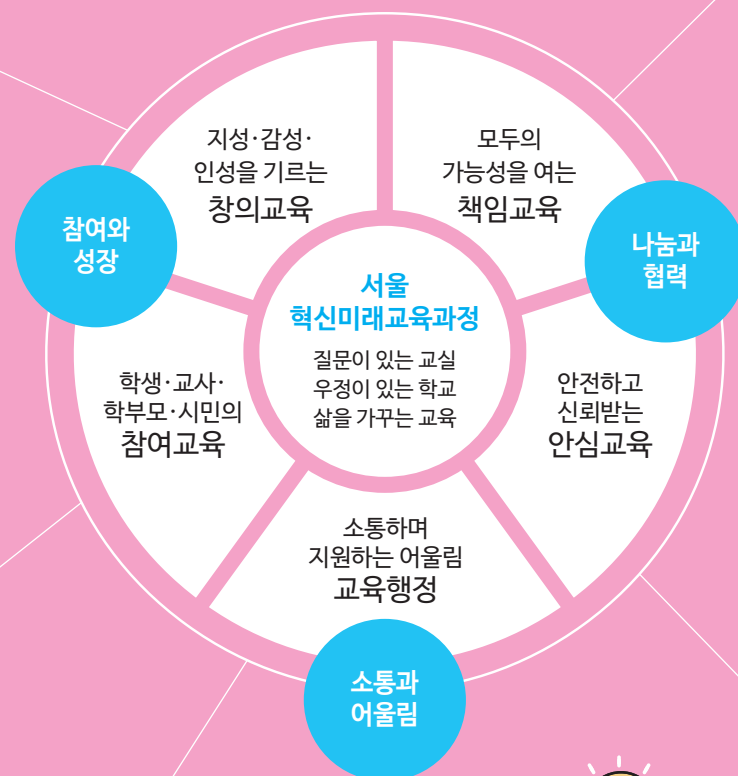 지성·감성·
인성을 기르는
창의교육
모두의
가능성을 여는
책임교육
참여와
성장
나눔과
협력
서울
혁신미래교육과정
질문이 있는 교실
우정이 있는 학교
삶을 가꾸는 교육
학생·교사·
학부모·시민의
참여교육
안전하고
신뢰받는
안심교육
소통하며
지원하는 어울림
교육행정
소통과
어울림